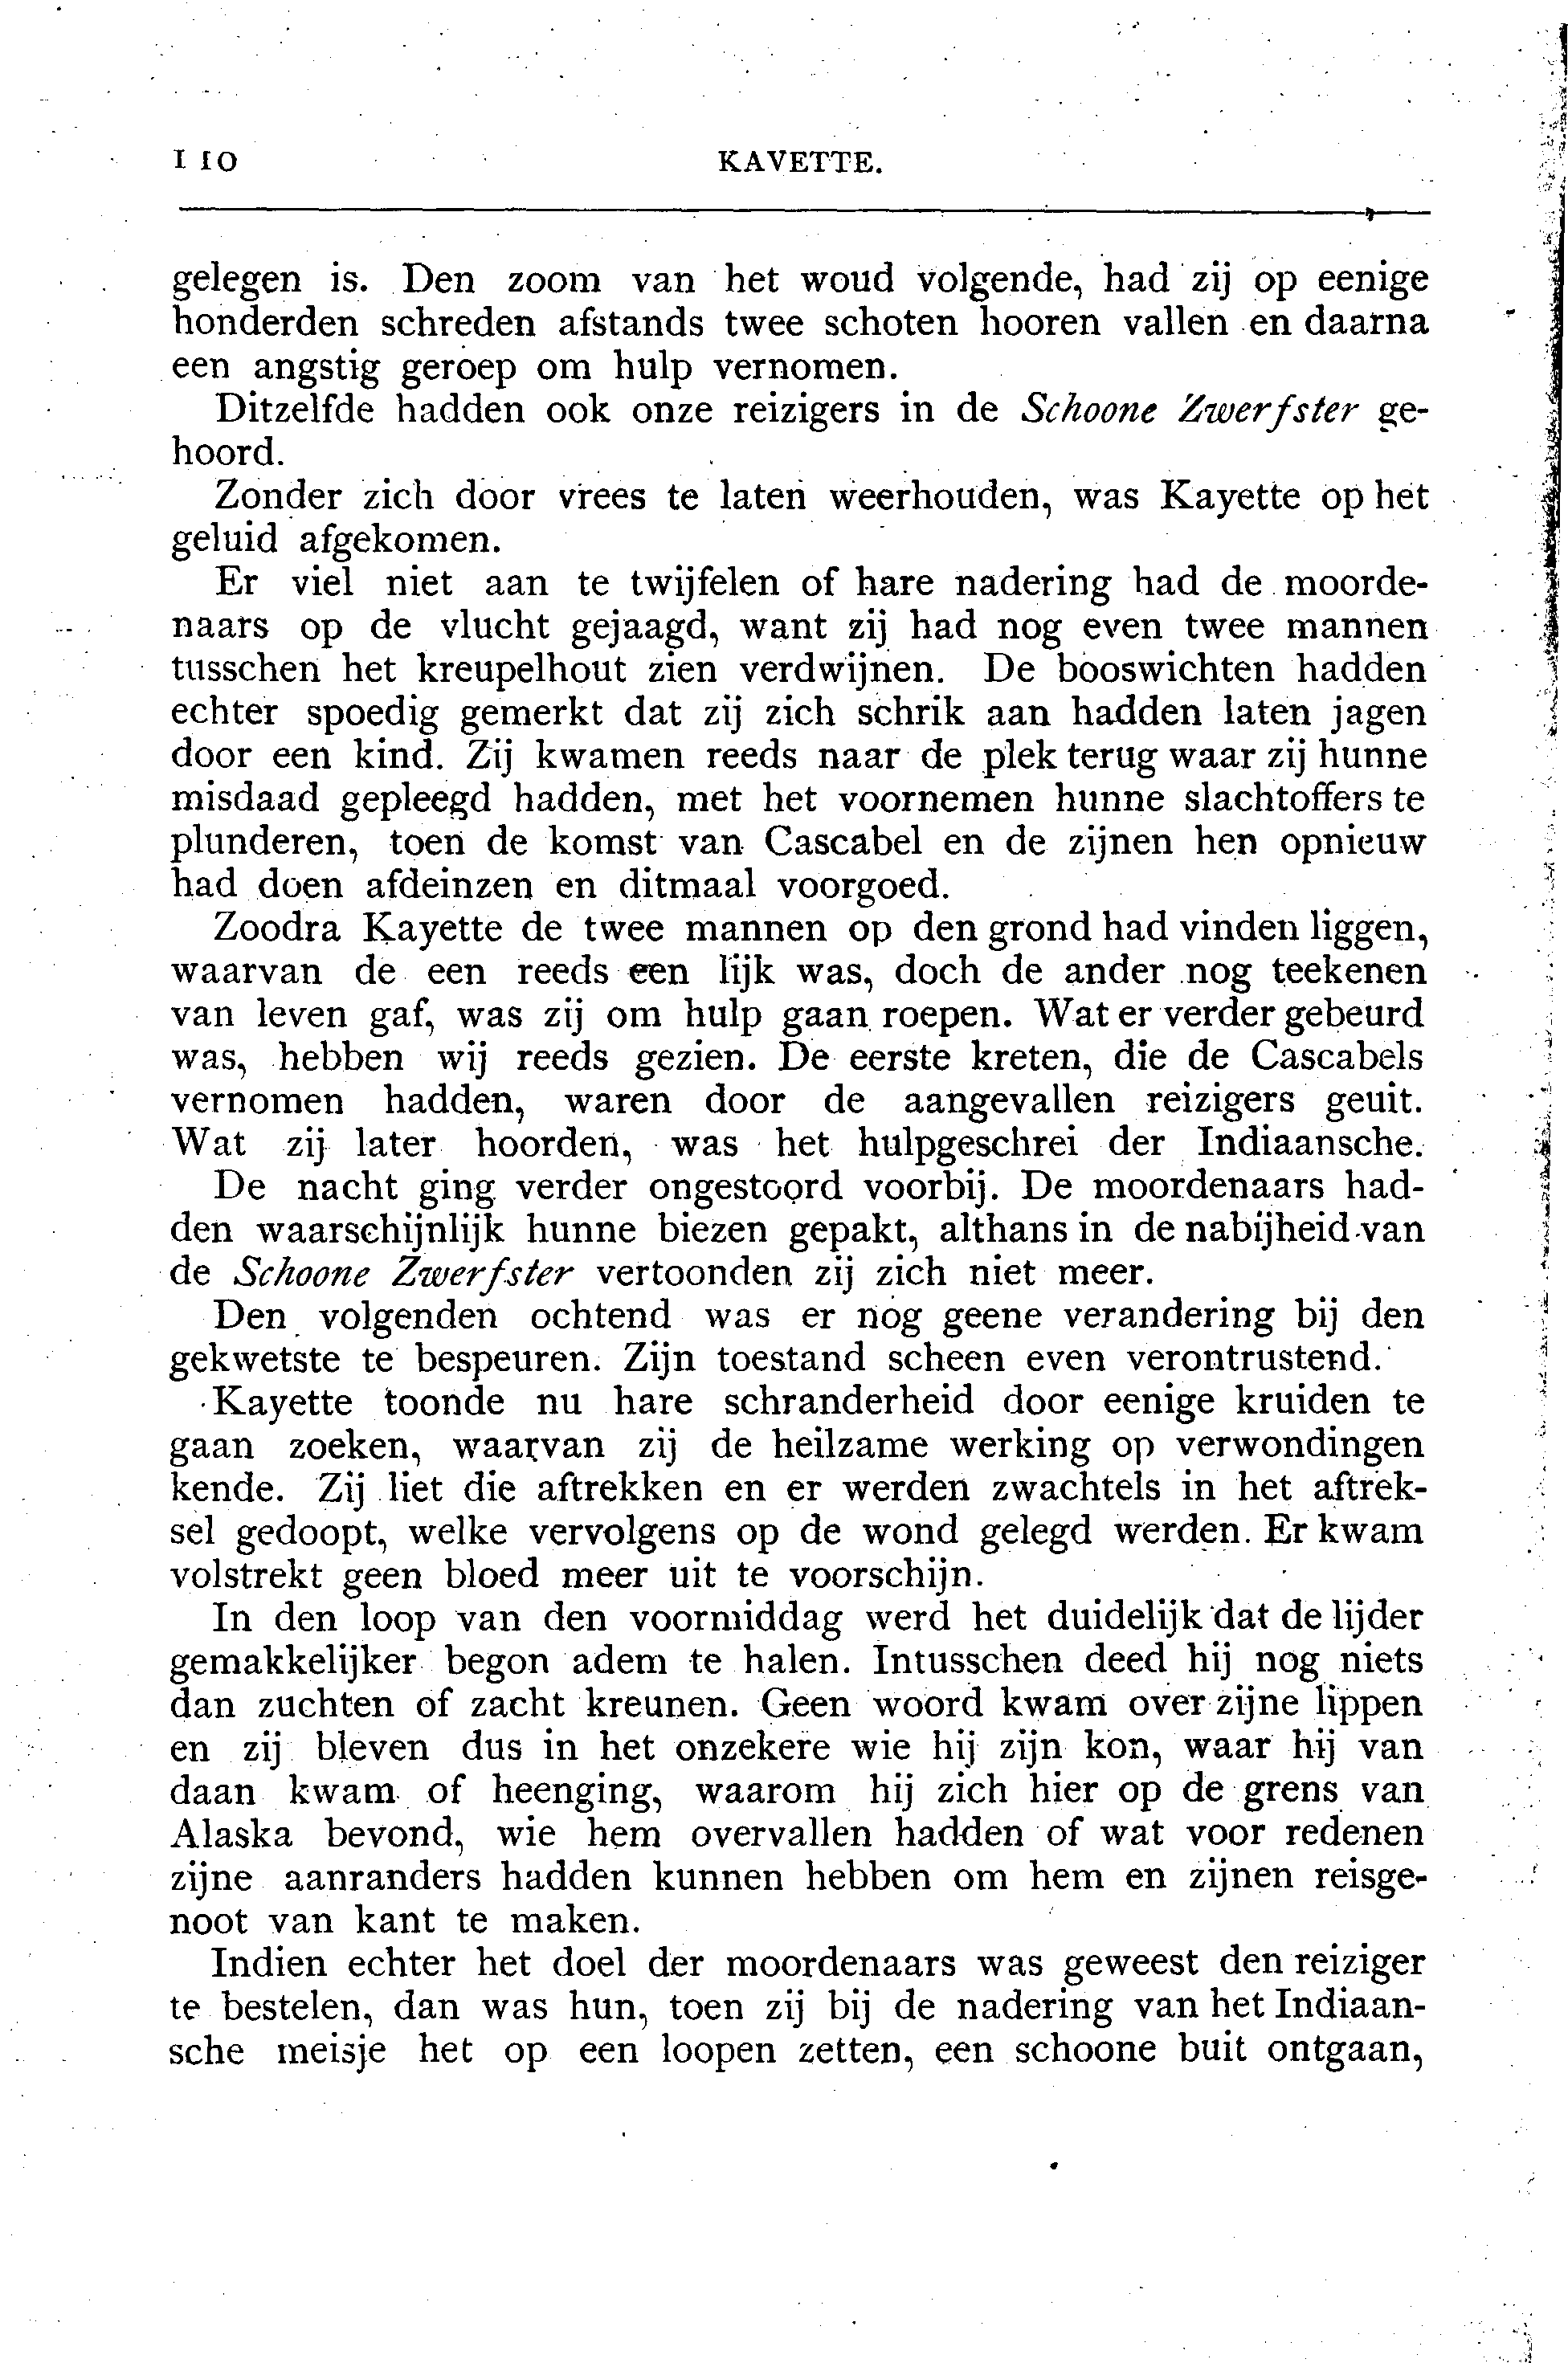 110 KAVETTE.
gelegen is. Den zoom van het woud volgende, had zij op eenige
honderden schreden afstands twee schoten hooren vallen en daarna
een angstig geroep om hulp vernomen.
Ditzelfde hadden ook onze reizigers in de Schoone Zwerfster ge-
hoord.
Zonder zich door vrees te laten weerhouden, was Kayette op het
geluid afgekomen.
Er viel niet aan te twijfelen of hare nadering had de moorde-
naars op de vlucht gejaagd, want zij had nog even twee mannen
tusschen het kreupelhout zien verdwijnen. De booswichten hadden
echter spoedig gemerkt dat zij zich schrik aan hadden laten jagen
door een kind. Zij kwamen reeds naar de plek terug waar zij hunne
misdaad gepleegd hadden, met het voornemen hunne slachtoffers te
plunderen, toen de komst van Cascabel en de zijnen hen opnieuw
had doen afdeinzen en ditmaal voorgoed.
Zoodra Kayette de twee mannen op den grond had vinden liggen,
waarvan de een reeds een lijk was, doch de ander nog teekenen
van leven gaf, was zij om hulp gaan roepen. Wat er verder gebeurd
was, hebben wij reeds gezien. De eerste kreten, die de Cascabels
vernomen hadden, waren door de aangevallen reizigers geuit.
Wat zij later hoorden, was het hulpgeschrei der Indiaansche.
De nacht ging verder ongestoord voorbij. De moordenaars had-
den waarschijnlijk hunne biezen gepakt, althans in de nabijheid van
de Schoone Zwerfster vertoonden zij zich niet meer.
Den volgenden ochtend was er nog geene verandering bij den
gekwetste te bespeuren. Zijn toestand scheen even verontrustend.
Kayette toonde nu hare schranderheid door eenige kruiden te
gaan zoeken, waarvan zij de heilzame werking op verwondingen
kende. Zij liet die aftrekken en er werden zwachtels in het aftrek-
sel gedoopt, welke vervolgens op de wond gelegd werden. Er kwam
volstrekt geen bloed meer uit te voorschijn.
In den loop van den voormiddag werd het duidelijk dat de lijder
gemakkelijker begon adem te halen. Intusschen deed hij nog niets
dan zuchten of zacht kreunen. Geen woord kwam over zijne lippen
en zij bleven dus in het onzekere wie hij zijn kon, waar hij van
daan kwam of heenging, waarom hij zich hier op de grens van
Alaska bevond, wie hem overvallen hadden of wat voor redenen
zijne aanranders hadden kunnen hebben om hem en zijnen reisge-
noot van kant te maken.
Indien echter het doel der moordenaars was geweest den reiziger
te bestelen, dan was hun, toen zij bij de nadering van het Indiaan-
sche meisje het op een loopen zetten, een schoone buit ontgaan,